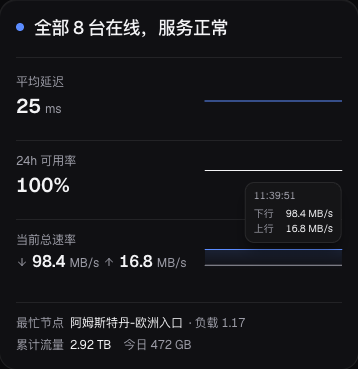 全部 8 台在线，服务正常
平均延迟
25 ms
24h 可用率
100%
11:39:51
下行 98.4 MB/s
上行 16.8 MB/s
当前总速率
↓ 98.4 MB/s ↑ 16.8 MB/s
最忙节点 阿姆斯特丹-欧洲入口 · 负载 1.17
累计流量 2.92 TB 今日 472 GB